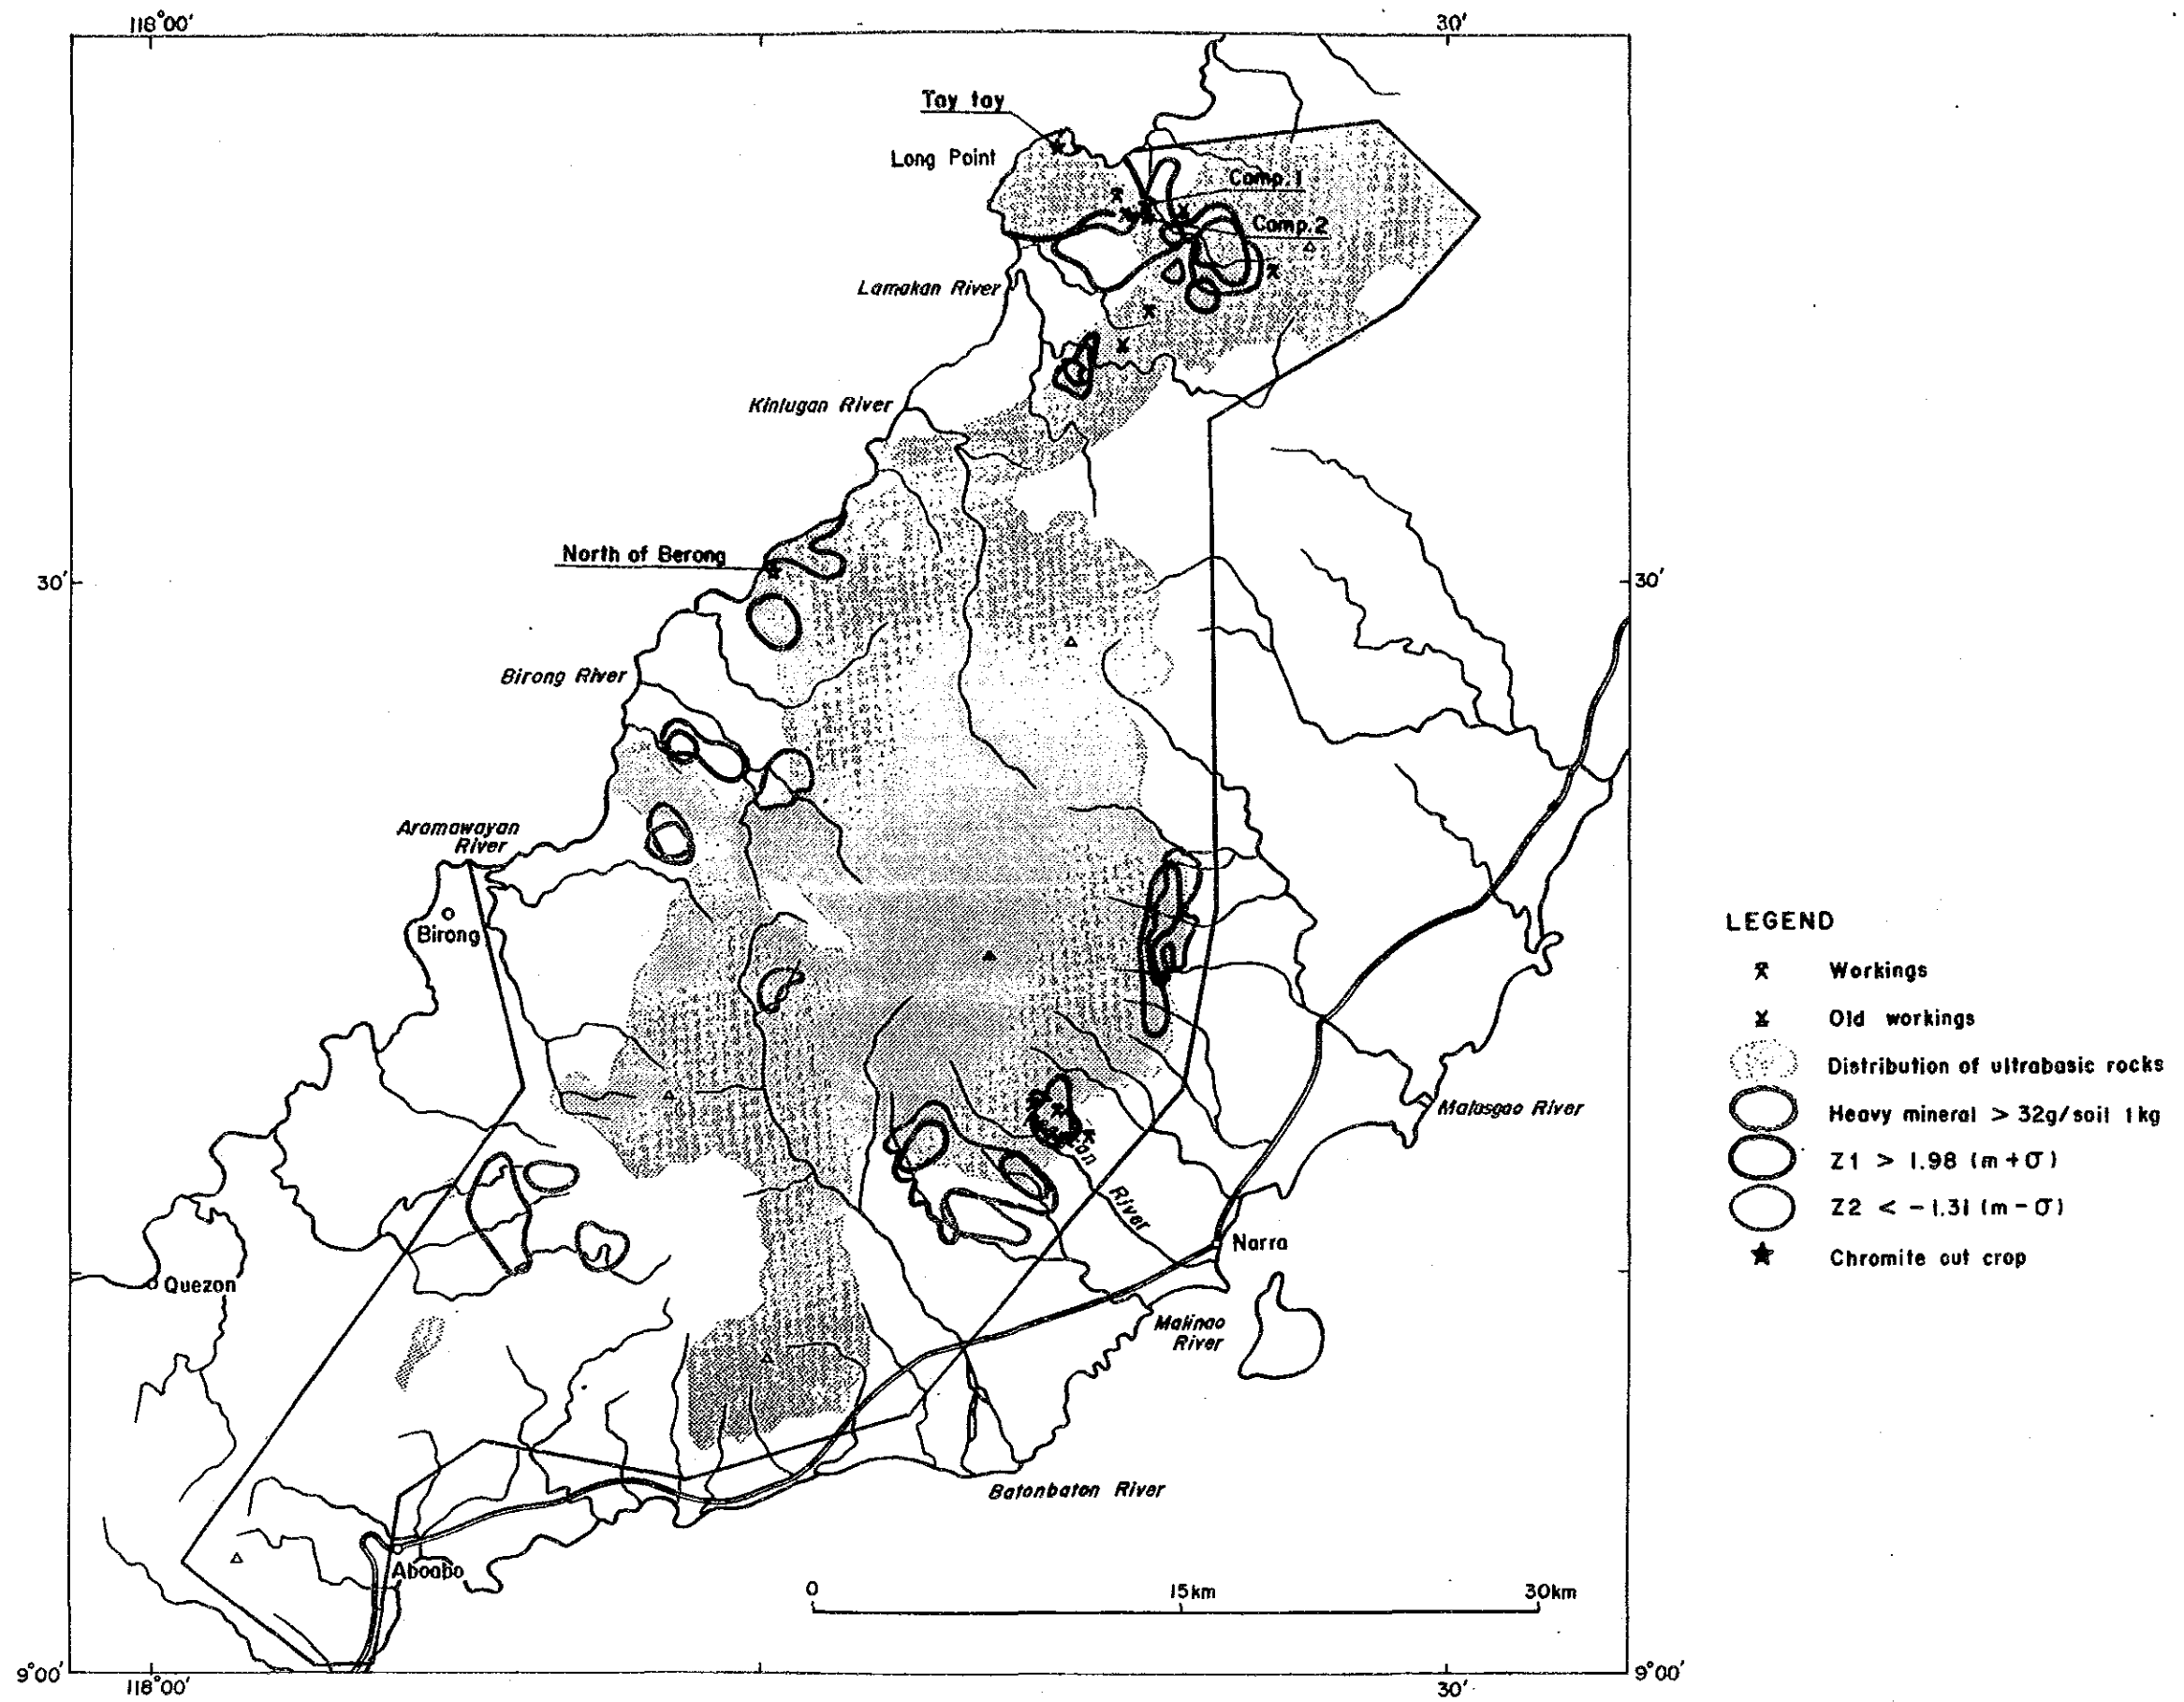 118°00'
30'
Tay tay
Long Point
Comp.1
Comp.2
Lamakan River
Kinlugan River
North of Berong
30'
30'
Birong River
Aramawayan
River
Birong
LEGEND
Workings
Old workings
Distribution of ultrabasic rocks
Heavy mineral > 32g/soil 1kg
Z1 > 1.98 (m+σ)
Z2 < -1.31 (m-σ)
Chromite out crop
Malasgao River
River
Narra
Quezon
Malinao
River
Batonbaton River
Aboabo
0
15km
30km
9°00'
9°00'
118°00'
30'